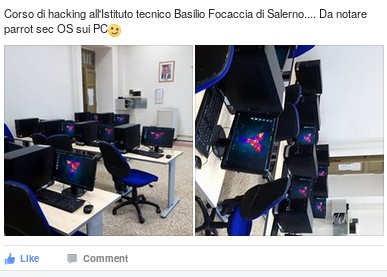 Corso di hacking all'Istituto tecnico Basilio Focaccia di Salerno.... Da notare
parrot sec OS sui PC
Like
Comment